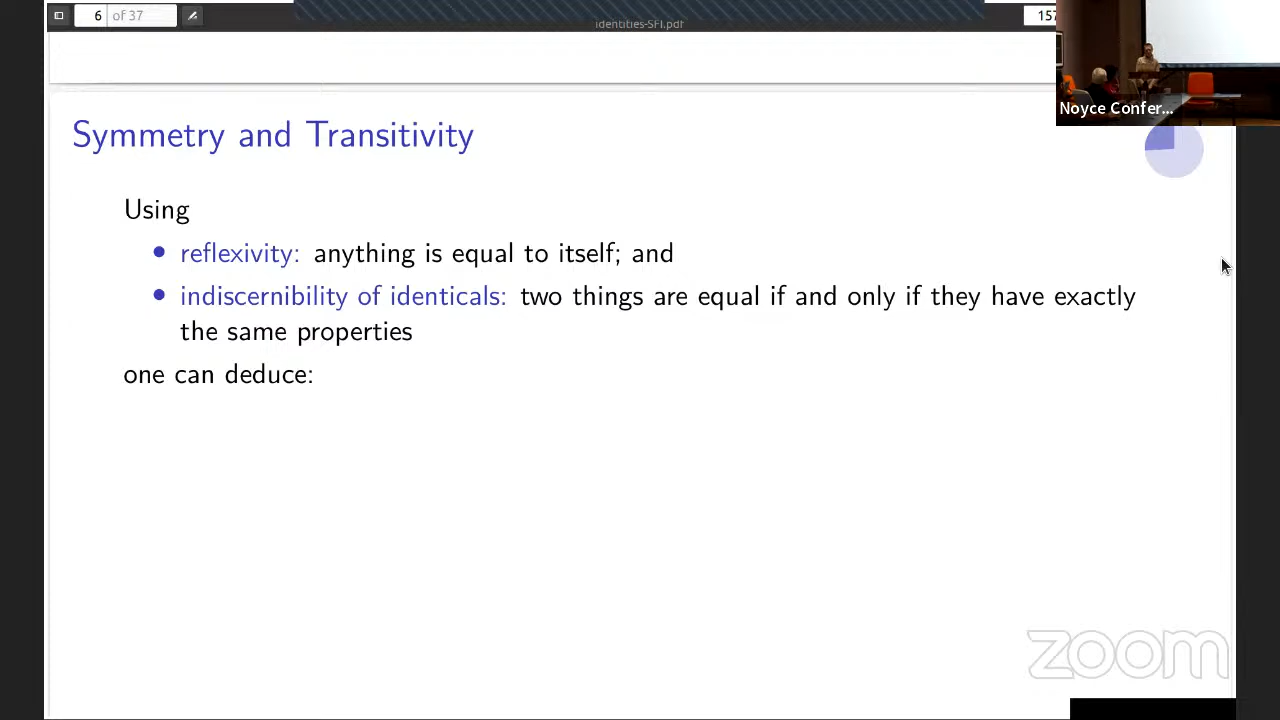 6 of 37
157
identities-SFI.pdf
Noyce Confer...
Symmetry and Transitivity
Using
• reflexivity: anything is equal to itself; and
• indiscernibility of identicals: two things are equal if and only if they have exactly
the same properties
one can deduce:
zoom